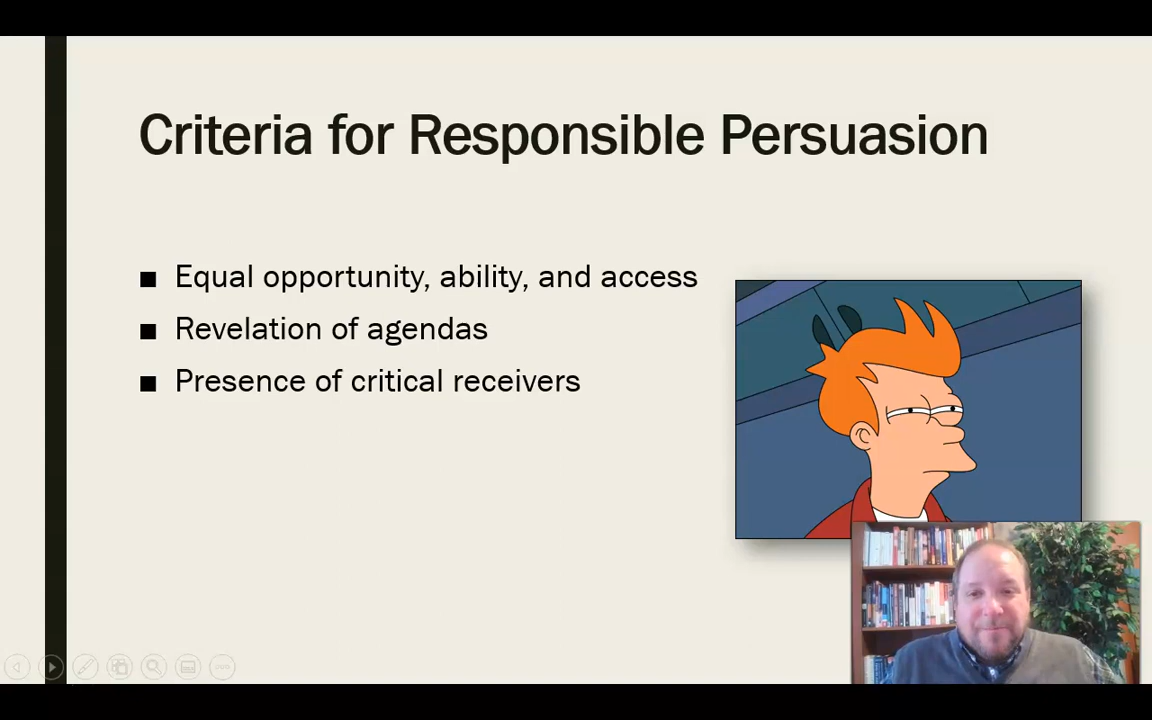 Criteria for Responsible Persuasion
■ Equal opportunity, ability, and access
■ Revelation of agendas
■ Presence of critical receivers